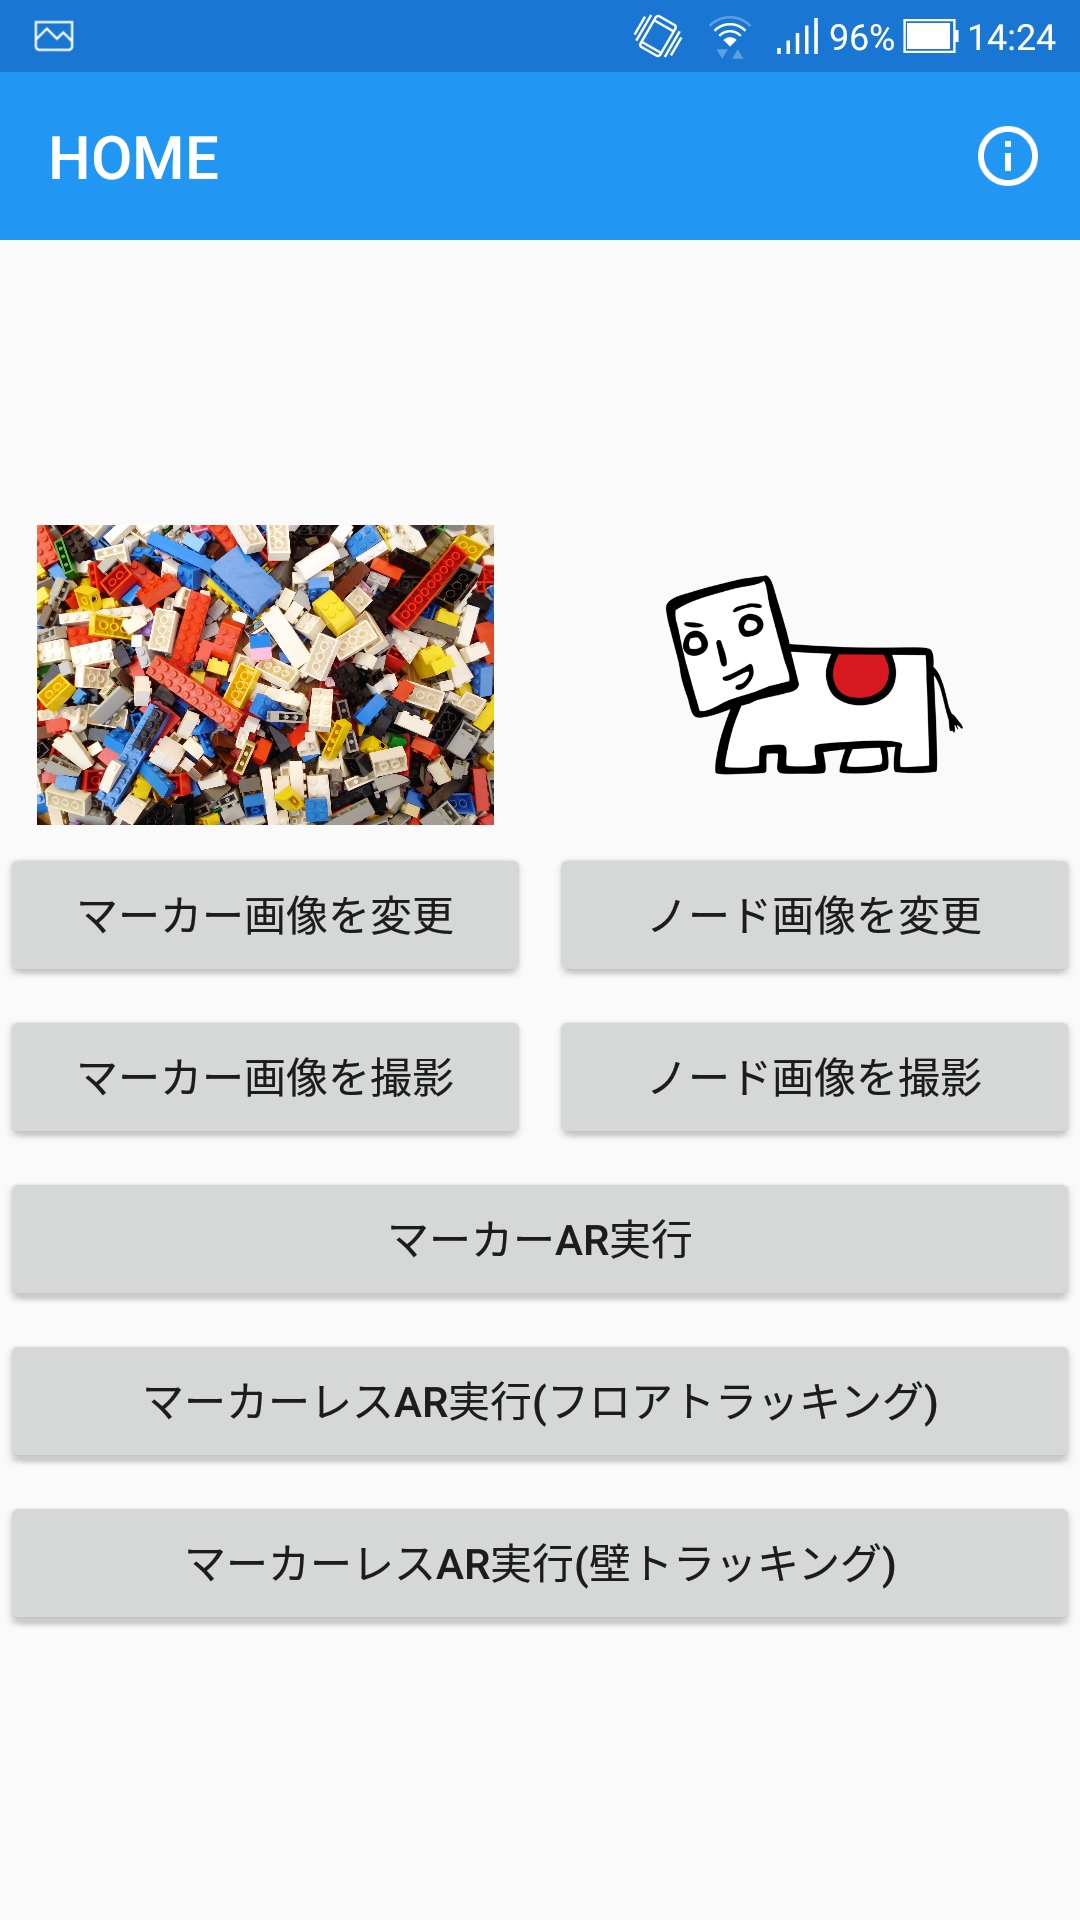 96% 14:24
HOME
マーカー画像を変更
ノード画像を変更
マーカー画像を撮影
ノード画像を撮影
マーカーAR実行
マーカーレスAR実行(フロアトラッキング)
マーカーレスAR実行(壁トラッキング)